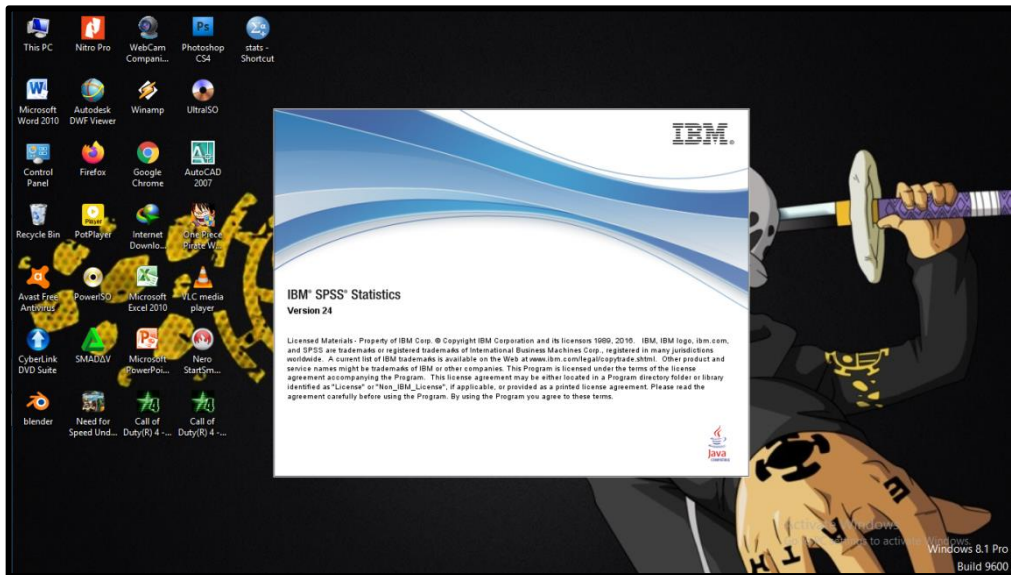 This PC
Nitro Pro
WebCam
Compani...
Ps
Photoshop
CS4
stats -
Shortcut
W
Microsoft
Word 2010
Autodesk
DWF Viewer
Winamp
UltraISO
Control
Panel
Firefox
Google
Chrome
AutoCAD
2007
Recycle Bin
Player
PotPlayer
Internet
Downlo...
One Piece
Pirate W...
Avast Free
Antivirus
PowerISO
Microsoft
Excel 2010
VLC media
player
CyberLink
DVD Suite
SMADΔV
Microsoft
PowerPoi...
Nero
StartSm...
blender
Need for
Speed Und...
Call of
Duty(R) 4 -...
Call of
Duty(R) 4 -...
IBM®
IBM® SPSS® Statistics
Version 24
Licensed Materials - Property of IBM Corp. © Copyright IBM Corporation and its licensors 1989, 2016. IBM, IBM logo, ibm.com,
and SPSS are trademarks or registered trademarks of International Business Machines Corp., registered in many jurisdictions
worldwide. A current list of IBM trademarks is available on the Web at www.ibm.com/legal/copytrade.shtml. Other product and
service names might be trademarks of IBM or other companies. This Program is licensed under the terms of the license
agreement accompanying the Program. This license agreement may be either located in a Program directory folder or library
identified as "License" or "Non_IBM_License", if applicable, or provided as a printed license agreement. Please read the
agreement carefully before using the Program. By using the Program you agree to these terms.
Java
Activate Windows
to activate Windows.
Windows 8.1 Pro
Build 9600